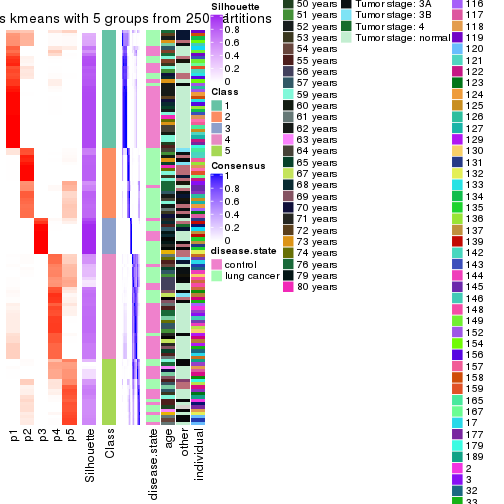 s kmeans with 5 groups from 250 partitions
Silhouette
1
0.8
0.6
0.4
0.2
0
Class
1
2
3
4
5
Consensus
1
0.8
0.6
0.4
0.2
0
disease.state
control
lung cancer
50 years
51 years
52 years
53 years
54 years
55 years
56 years
57 years
59 years
60 years
61 years
62 years
63 years
64 years
65 years
67 years
68 years
69 years
70 years
71 years
72 years
73 years
74 years
76 years
79 years
80 years
Tumor stage: 3A
Tumor stage: 3B
Tumor stage: 4
Tumor stage: normal
116
117
118
119
120
121
122
123
124
125
126
127
129
130
131
132
133
134
135
136
137
139
142
143
144
145
146
148
149
152
154
156
157
158
159
165
167
17
177
179
189
2
3
32
33
p1
p2
p3
p4
p5
Silhouette
Class
disease.state
age
other
individual